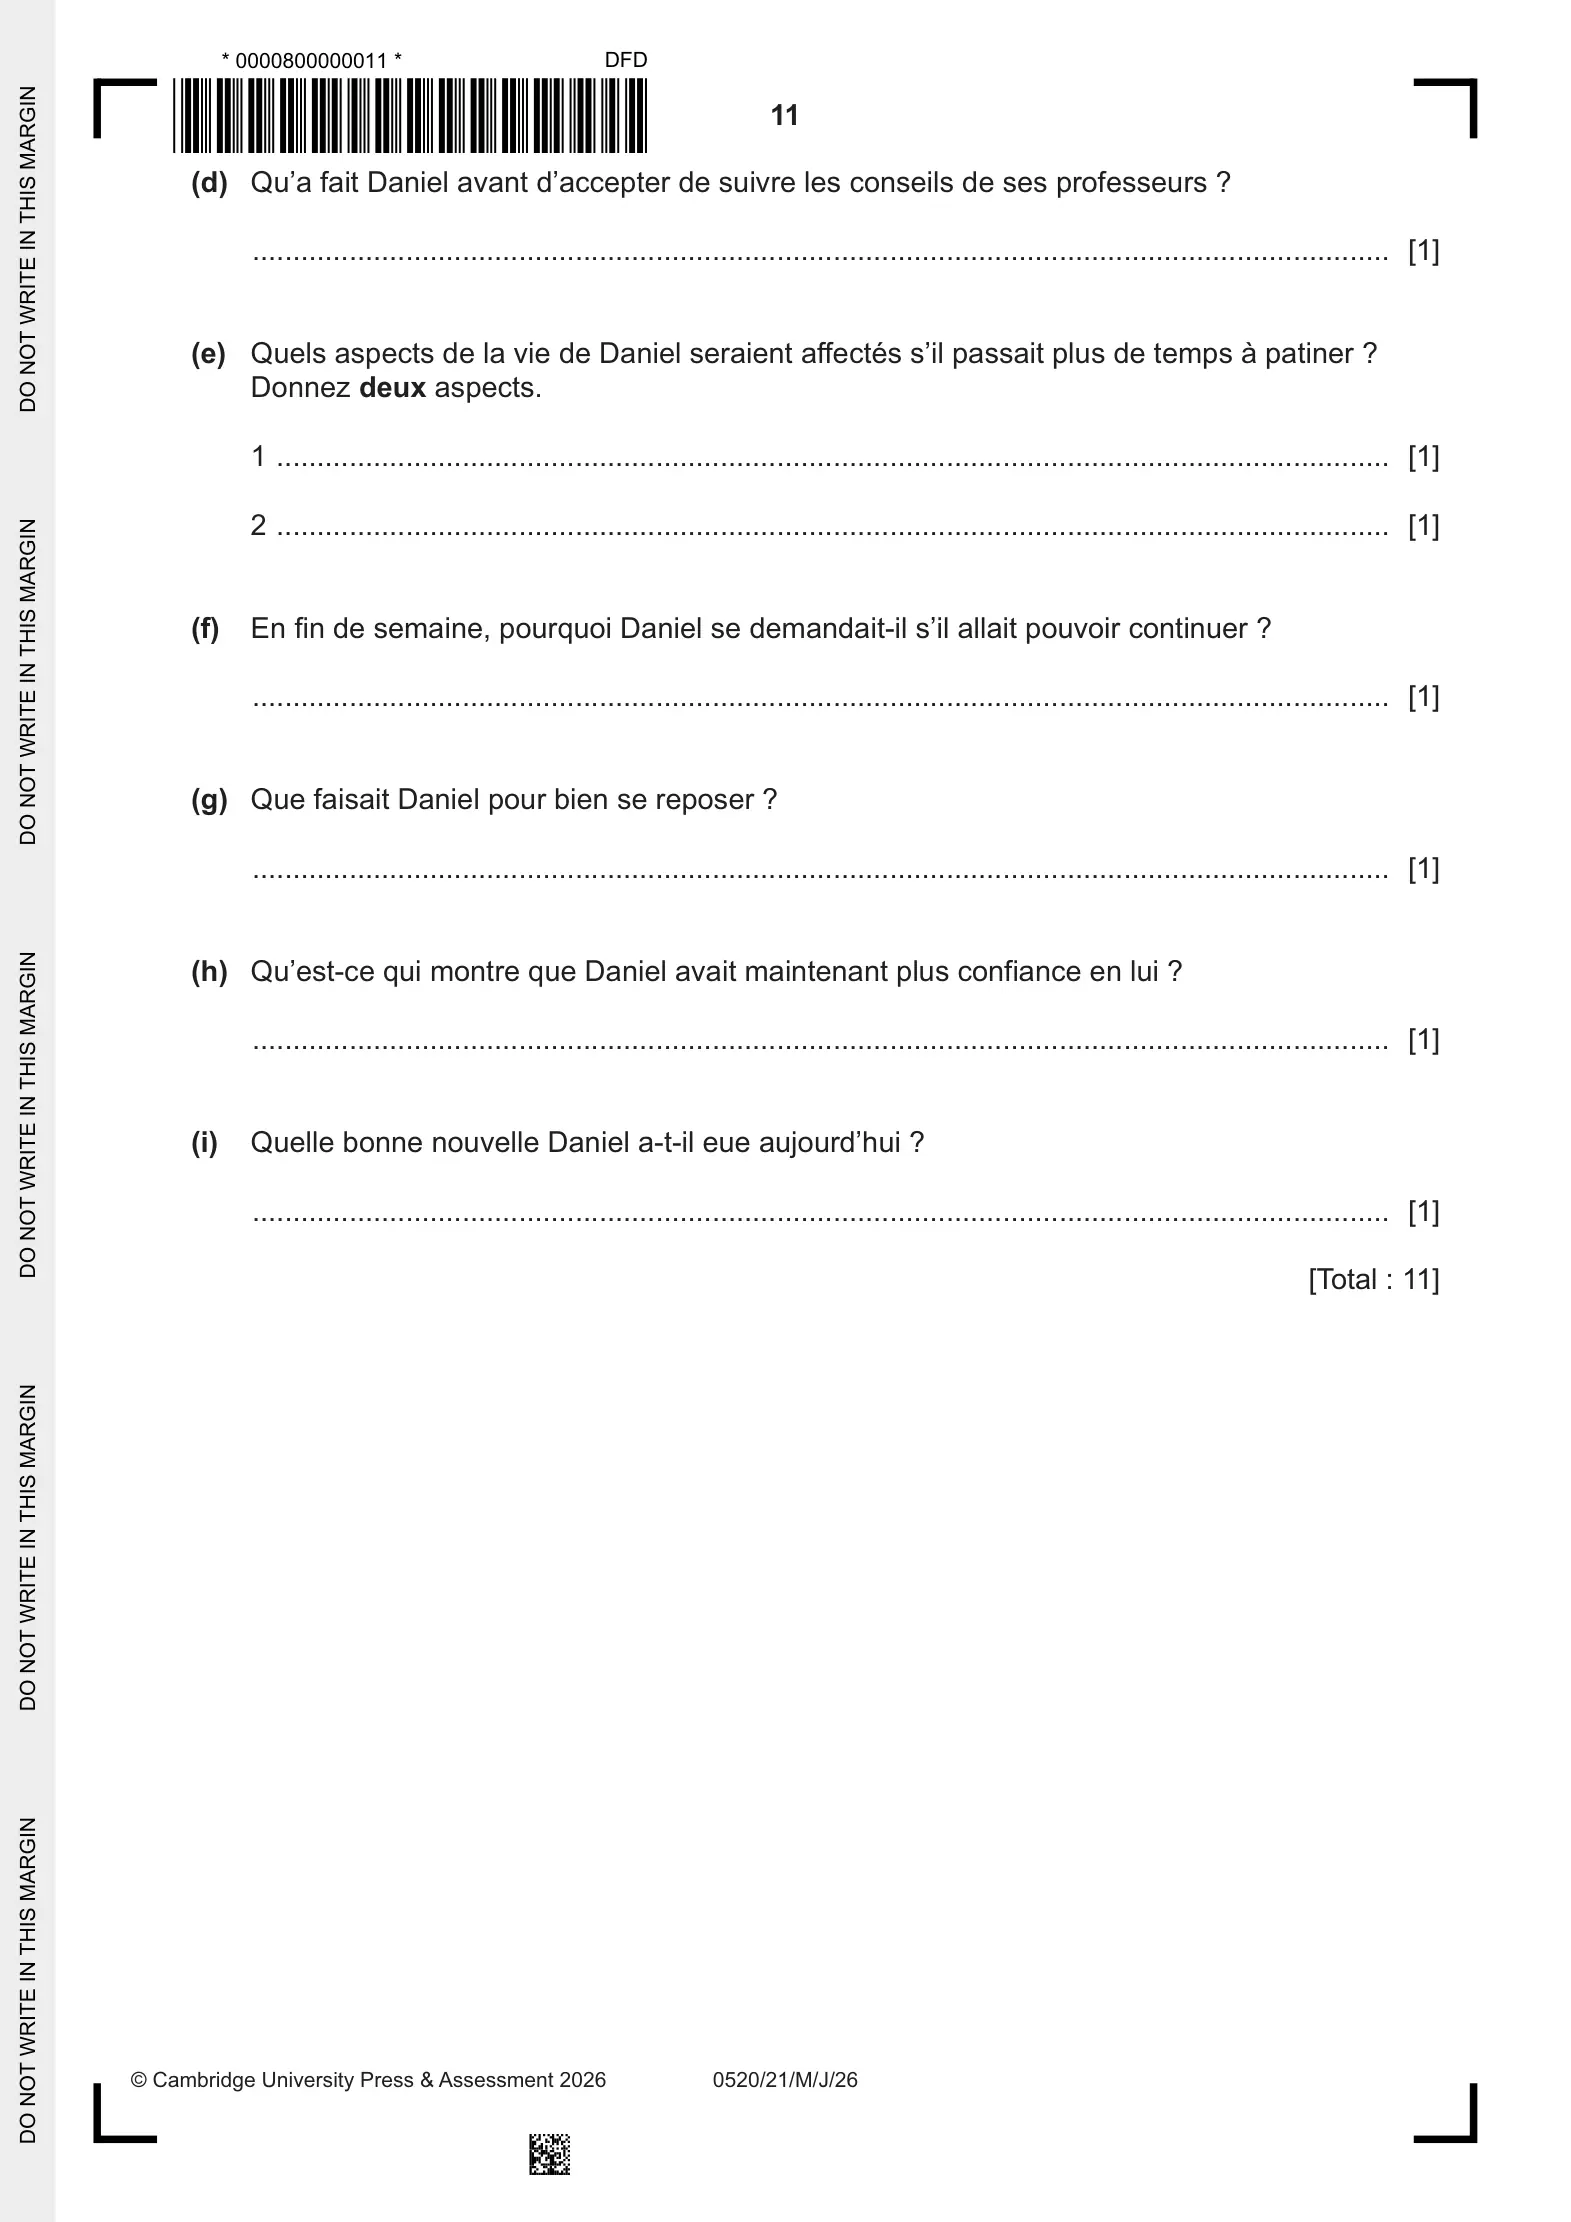 * 0000800000011 *
DFD
11
(d) Qu’a fait Daniel avant d’accepter de suivre les conseils de ses professeurs ?
............................................................................................................................................. [1]
(e) Quels aspects de la vie de Daniel seraient affectés s’il passait plus de temps à patiner ?
Donnez deux aspects.
1 .......................................................................................................................................... [1]
2 .......................................................................................................................................... [1]
(f) En fin de semaine, pourquoi Daniel se demandait-il s’il allait pouvoir continuer ?
............................................................................................................................................. [1]
(g) Que faisait Daniel pour bien se reposer ?
............................................................................................................................................. [1]
(h) Qu’est-ce qui montre que Daniel avait maintenant plus confiance en lui ?
............................................................................................................................................. [1]
(i) Quelle bonne nouvelle Daniel a-t-il eue aujourd’hui ?
............................................................................................................................................. [1]
[Total : 11]
© Cambridge University Press & Assessment 2026
0520/21/M/J/26
DO NOT WRITE IN THIS MARGIN
DO NOT WRITE IN THIS MARGIN
DO NOT WRITE IN THIS MARGIN
DO NOT WRITE IN THIS MARGIN
DO NOT WRITE IN THIS MARGIN